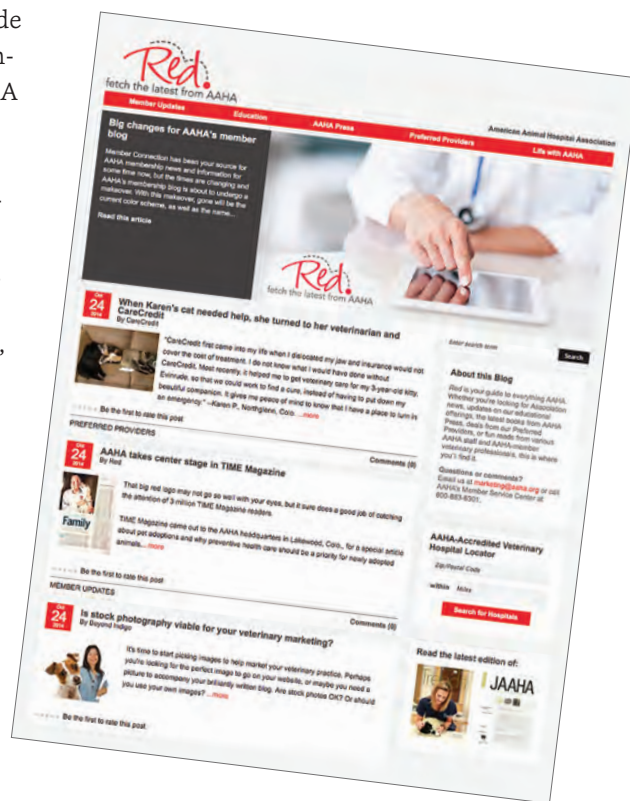 de
n-
A
,
Red.
fetch the latest from AAHA
American Animal Hospital Association
Member Updates
Education
AAHA Press
Preferred Providers
Life with AAHA
Big changes for AAHA's member
blog
Member Connection has been your source for
AAHA membership news and information for
some time now, but the times are changing and
AAHA's membership blog is about to undergo a
makeover. With this makeover, gone will be the
current color scheme, as well as the name...
Read this article
Red.
fetch the latest from AAHA
Oct
24
2014
When Karen's cat needed help, she turned to her veterinarian and
CareCredit
By CareCredit
"CareCredit first came into my life when I dislocated my jaw and insurance would not
cover the cost of treatment. I do not know what I would have done without
CareCredit. Most recently, it helped me to get veterinary care for my 3-year-old kitty,
Evinrude, so that we could work to find a cure, instead of having to put down my
beautiful companion. It gives me peace of mind to know that I have a place to turn in
an emergency." –Karen P., Northglenn, Colo. ...more
Be the first to rate this post
PREFERRED PROVIDERS
Comments (0)
Oct
24
2014
AAHA takes center stage in TIME Magazine
By Red
Family
That big red logo may not go so well with your eyes, but it sure does a good job of catching
the attention of 3 million TIME Magazine readers.
TIME Magazine came out to the AAHA headquarters in Lakewood, Colo., for a special article
about pet adoptions and why preventive health care should be a priority for newly adopted
animals. ...more
Be the first to rate this post
MEMBER UPDATES
Comments (0)
Oct
24
2014
Is stock photography viable for your veterinary marketing?
By Beyond Indigo
It's time to start picking images to help market your veterinary practice. Perhaps
you're looking for the perfect image to go on your website, or maybe you need a
picture to accompany your brilliantly written blog. Are stock photos OK? Or should
you use your own images? ...more
Be the first to rate this post
Enter search term
Search
About this Blog
Red is your guide to everything AAHA.
Whether you're looking for Association
news, updates on our educational
offerings, the latest books from AAHA
Press, deals from our Preferred
Providers, or fun made from various
AAHA staff and AAHA-member
veterinary professionals, this is where
you'll find it.
Questions or comments?
Email us at marketing@aaha.org or call
AAHA's Member Service Center at
800-883-6301.
AAHA-Accredited Veterinary
Hospital Locator
Zip/Postal Code
within Miles
Search for Hospitals
Read the latest edition of:
JAAHA